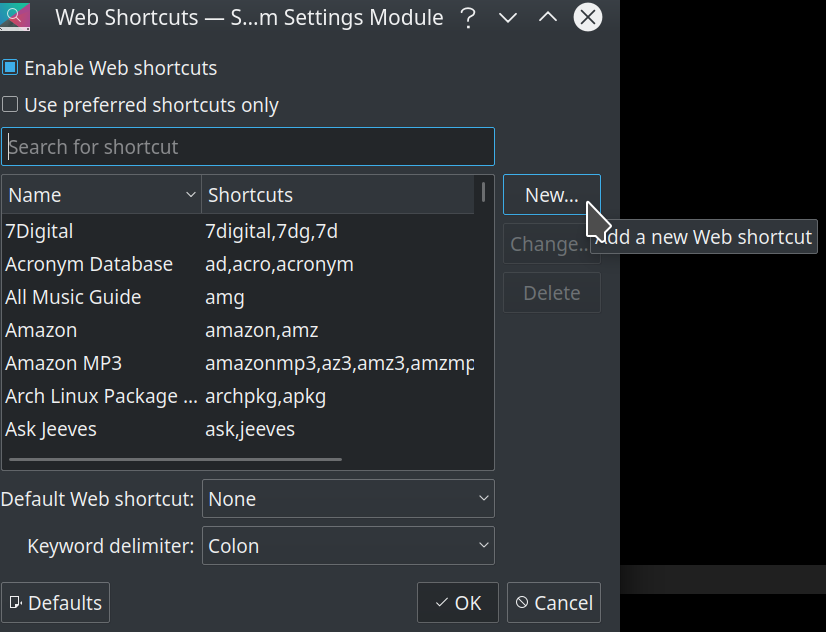 Web Shortcuts — S...m Settings Module
Enable Web shortcuts
Use preferred shortcuts only
Search for shortcut
Name Shortcuts
New...
7Digital 7digital,7dg,7d
Change..
dd a new Web shortcut
Acronym Database ad,acro,acronym
All Music Guide amg
Delete
Amazon amazon,amz
Amazon MP3 amazonmp3,az3,amz3,amzmp
Arch Linux Package ... archpkg,apkg
Ask Jeeves ask,jeeves
Default Web shortcut: None
Keyword delimiter: Colon
Defaults OK Cancel